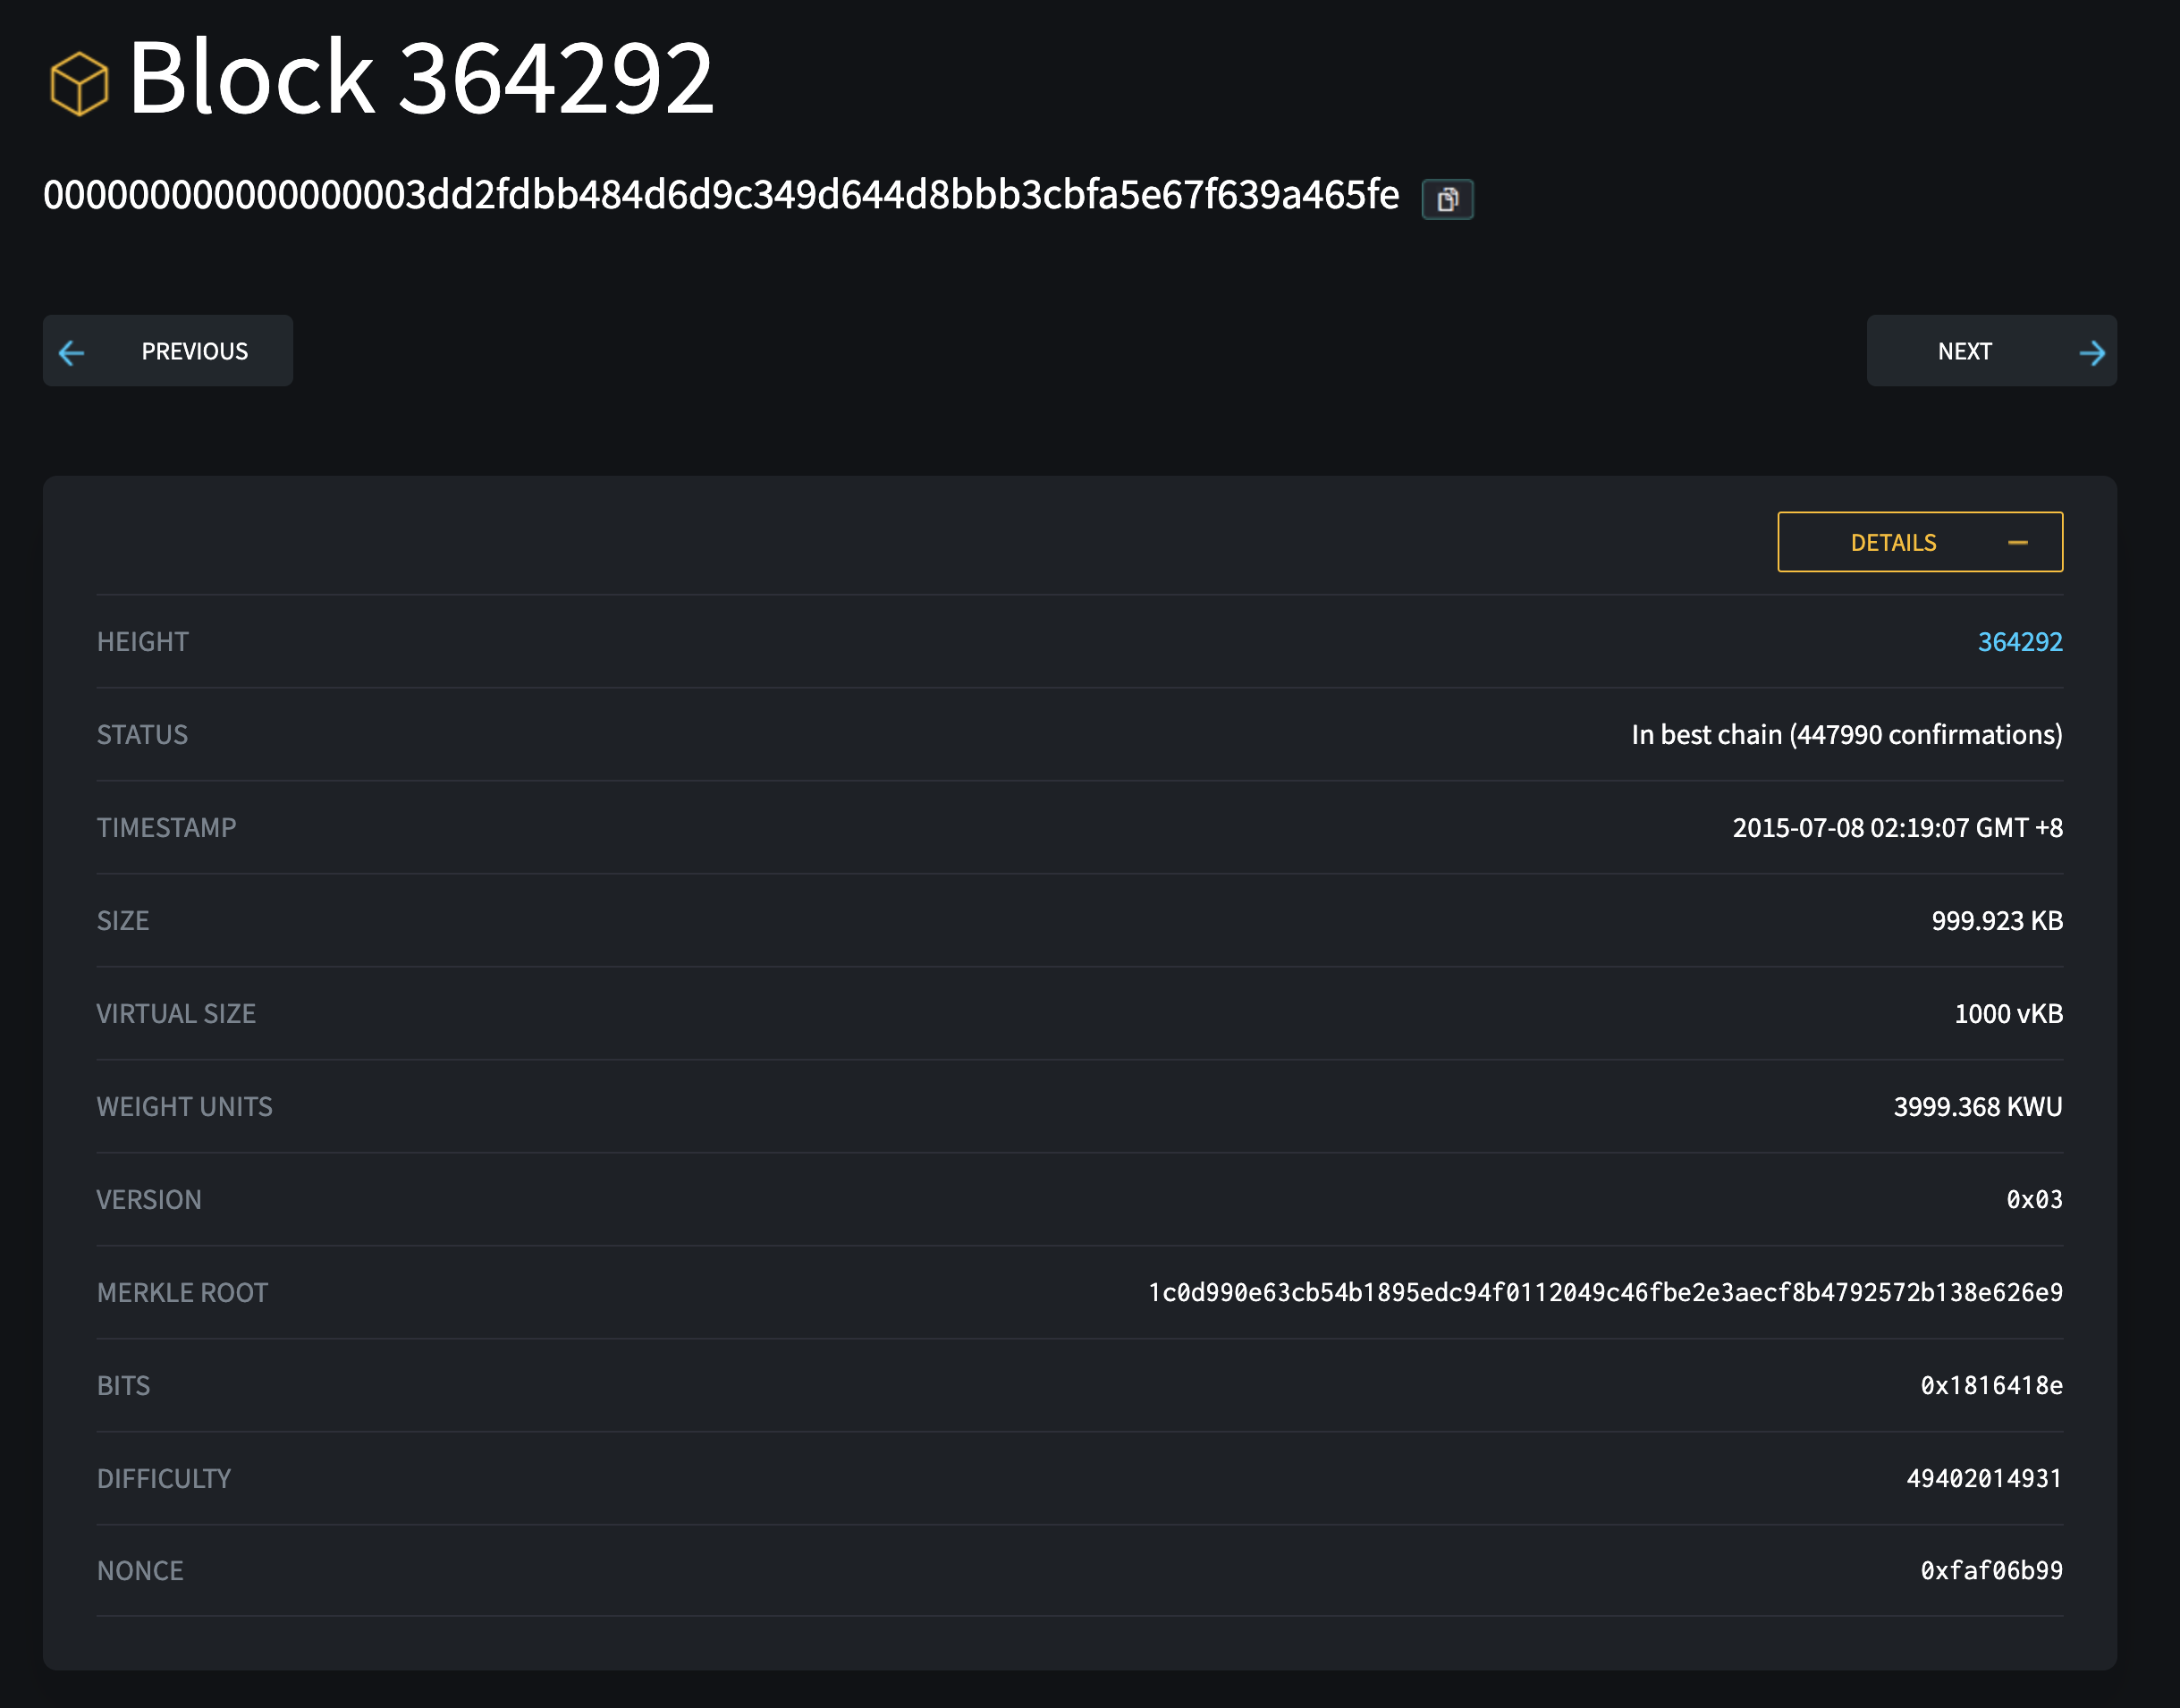 Block 364292
000000000000000003dd2fdbb484d6d9c349d644d8bbb3cbfa5e67f639a465fe
PREVIOUS
NEXT
DETAILS
HEIGHT 364292
STATUS In best chain (447990 confirmations)
TIMESTAMP 2015-07-08 02:19:07 GMT +8
SIZE 999.923 KB
VIRTUAL SIZE 1000 vKB
WEIGHT UNITS 3999.368 KWU
VERSION 0x03
MERKLE ROOT 1c0d990e63cb54b1895edc94f0112049c46fbe2e3aecf8b4792572b138e626e9
BITS 0x1816418e
DIFFICULTY 49402014931
NONCE 0xfaf06b99